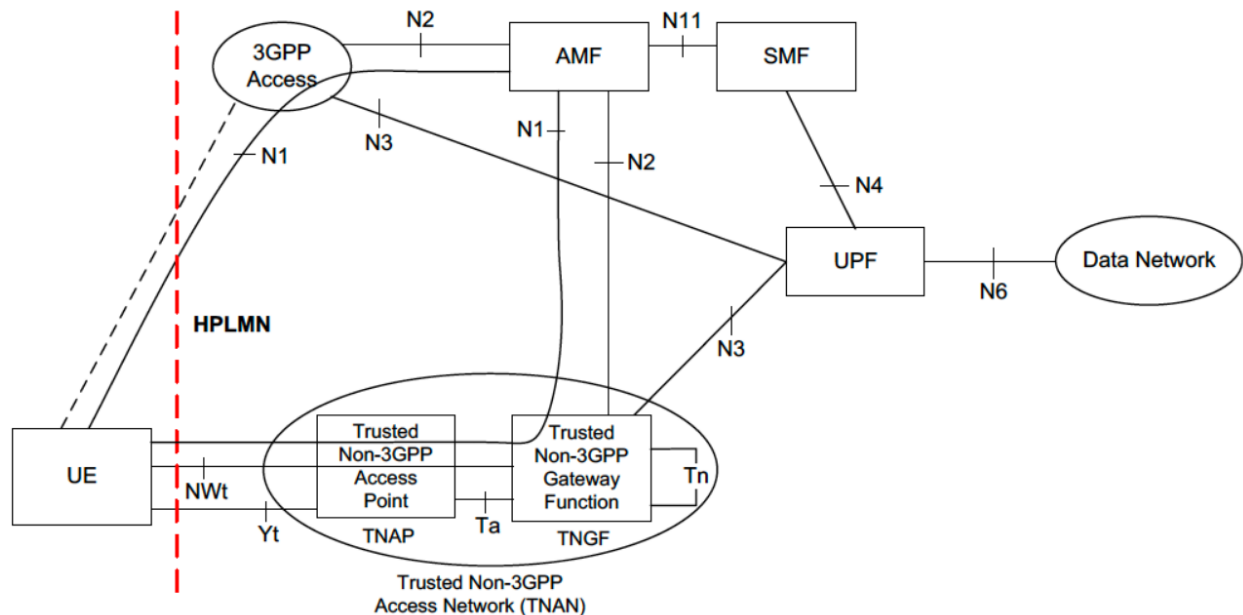 N2
N11
3GPP
Access
AMF
SMF
N3
N1
N1
N2
N4
UPF
Data Network
N6
HPLMN
N3
UE
Trusted
Non-3GPP
Access
Point
Trusted
Non-3GPP
Gateway
Function
Tn
NWt
Yt
Ta
TNAP
TNGF
Trusted Non-3GPP
Access Network (TNAN)